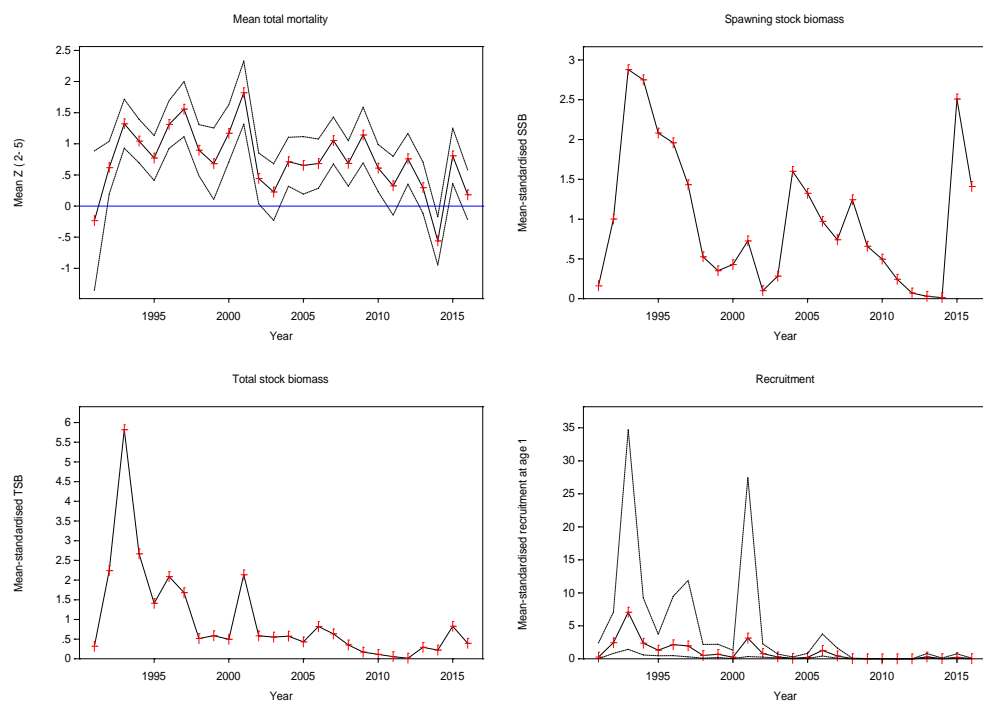 Mean total mortality
Mean Z ( 2- 5)
2.5
2
1.5
1
.5
0
-.5
-1
1995 2000 2005 2010 2015
Year
Spawning stock biomass
Mean-standardised SSB
3
2.5
2
1.5
1
.5
0
1995 2000 2005 2010 2015
Year
Total stock biomass
Mean-standardised TSB
6
5.5
5
4.5
4
3.5
3
2.5
2
1.5
1
.5
0
1995 2000 2005 2010 2015
Year
Recruitment
Mean-standardised recruitment at age 1
35
30
25
20
15
10
5
0
1995 2000 2005 2010 2015
Year